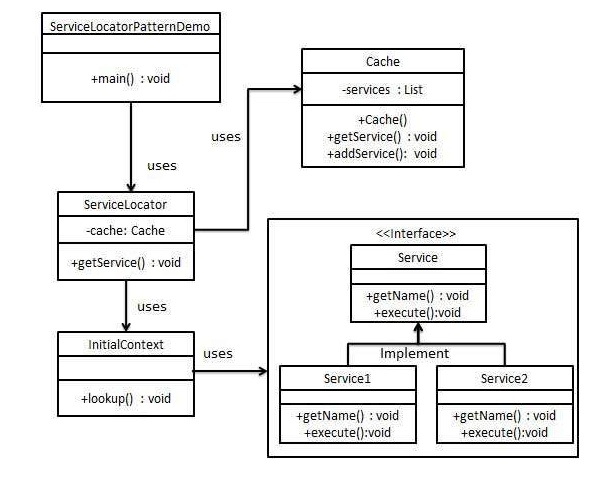 ServiceLocatorPatternDemo
+main() : void
uses
Cache
-services : List
+Cache()
+getService() : void
+addService(): void
uses
ServiceLocator
-cache: Cache
+getService() : void
uses
InitialContext
+lookup() : void
uses
<<Interface>>
Service
+getName() : void
+execute():void
Implement
Service1
+getName() : void
+execute():void
Service2
+getName() : void
+execute():void